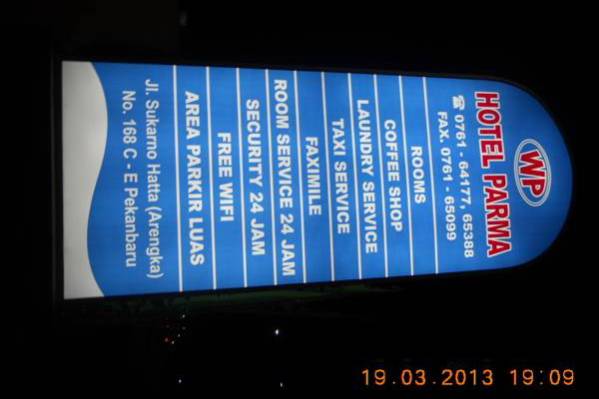 WP
HOTEL PARMA
☎ 0761 - 64177, 65388
FAX. 0761 - 65099
ROOMS
COFFEE SHOP
LAUNDRY SERVICE
TAXI SERVICE
FAXIMILE
ROOM SERVICE 24 JAM
SECURITY 24 JAM
FREE WIFI
AREA PARKIR LUAS
Jl. Sukarno Hatta (Arengka)
No. 168 C - E Pekanbaru
19.03.2013 19:09